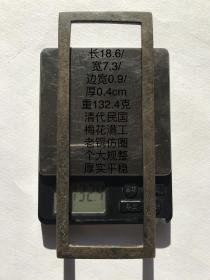 长18.6/
宽7.3/
边宽0.9/
厚0.4cm
重132.4克
清代民国
梅花满工
老铜仿圈
个大规整
厚实平稳